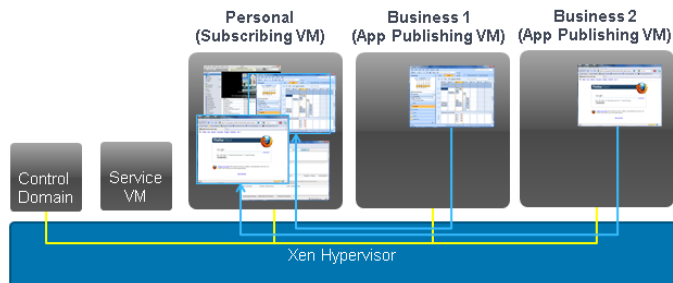 Personal
(Subscribing VM)
Business 1
(App Publishing VM)
Business 2
(App Publishing VM)
Control
Domain
Service
VM
Xen Hypervisor